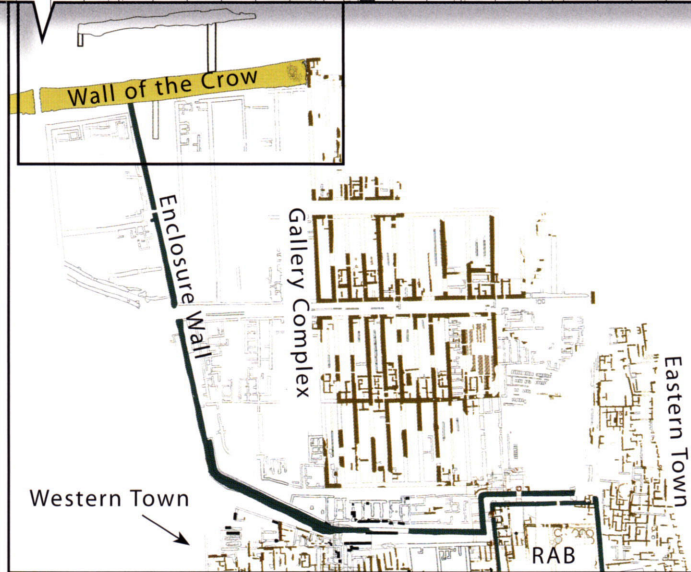 Wall of the Crow
Enclosure Wall
Gallery Complex
Eastern Town
Western Town
RAB